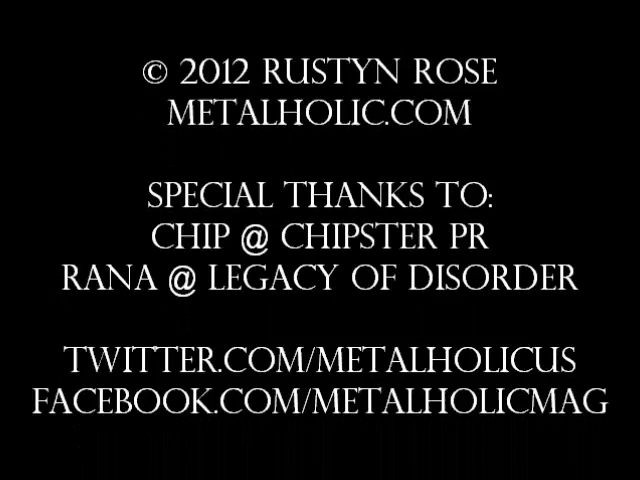 © 2012 RUSTYN ROSE
METALHOLIC.COM
SPECIAL THANKS TO:
CHIP @ CHIPSTER PR
RANA @ LEGACY OF DISORDER
TWITTER.COM/METALHOLICUS
FACEBOOK.COM/METALHOLICMAG